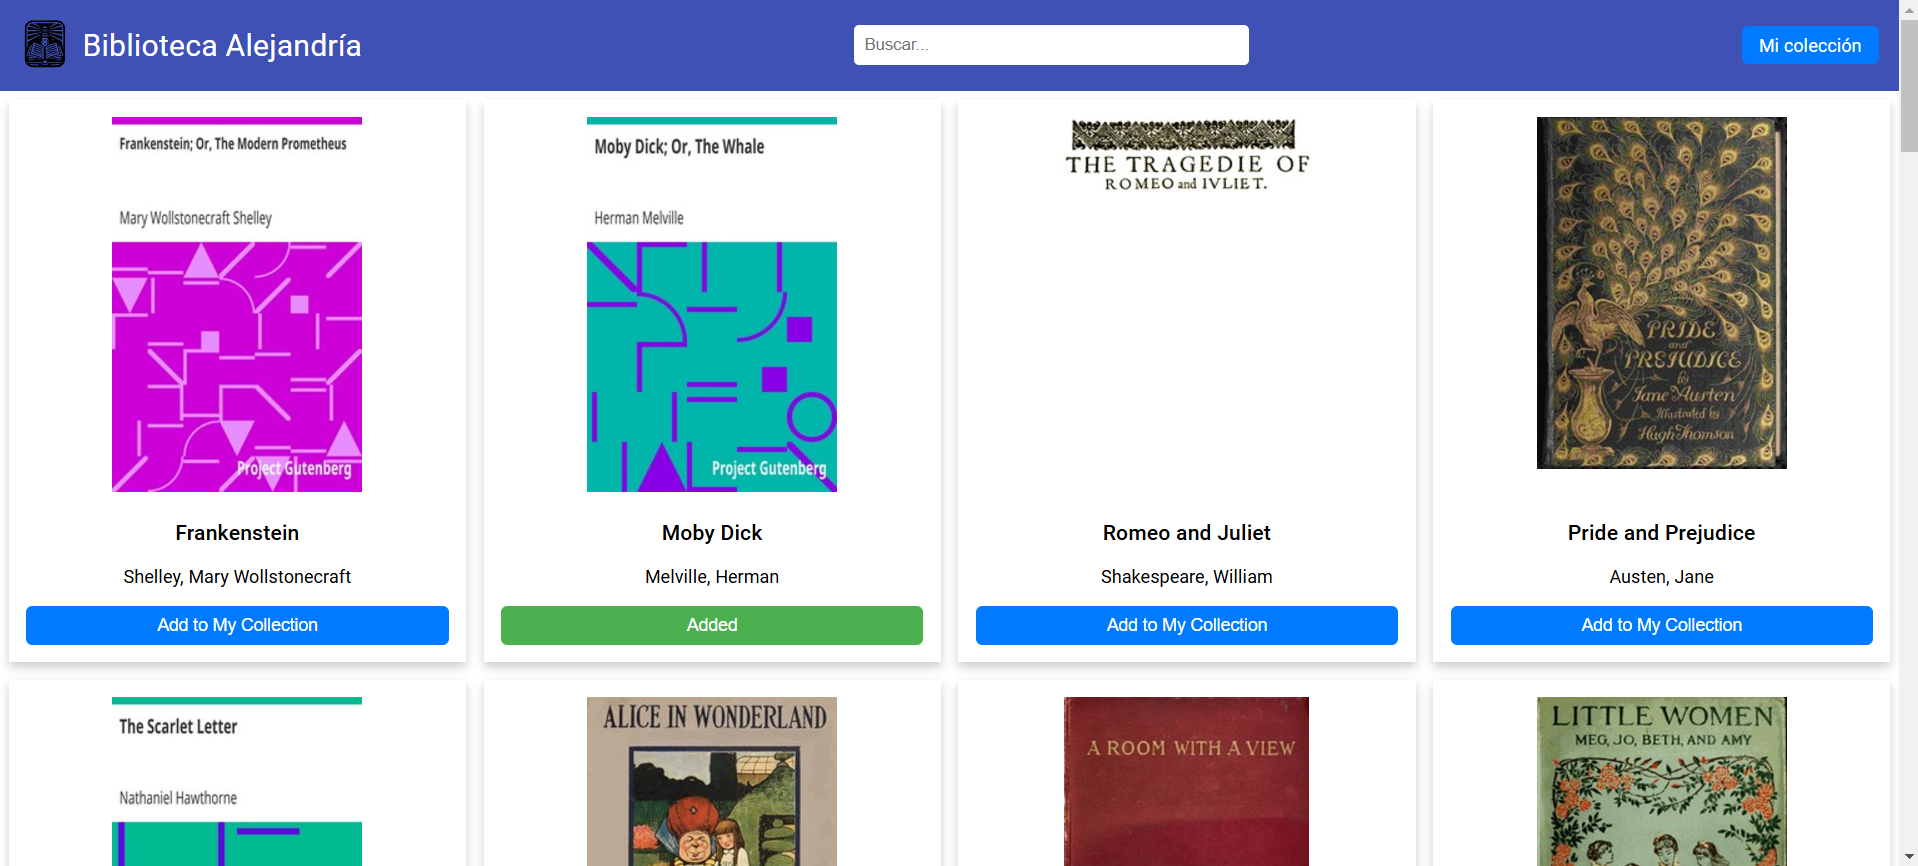 Biblioteca Alejandría
Buscar...
Mi colección
Frankenstein; Or, The Modern Prometheus
Mary Wollstonecraft Shelley
Project Gutenberg
Frankenstein
Shelley, Mary Wollstonecraft
Add to My Collection
Moby Dick; Or, The Whale
Herman Melville
Project Gutenberg
Moby Dick
Melville, Herman
Added
THE TRAGEDIE OF
ROMEO and IVLIET.
Romeo and Juliet
Shakespeare, William
Add to My Collection
PRIDE
and
PREJUDICE
by
Jane Austen
Illustrated by
Hugh Thomson
Pride and Prejudice
Austen, Jane
Add to My Collection
The Scarlet Letter
Nathaniel Hawthorne
ALICE IN WONDERLAND
A ROOM WITH A VIEW
LITTLE WOMEN
MEG, JO, BETH, AND AMY